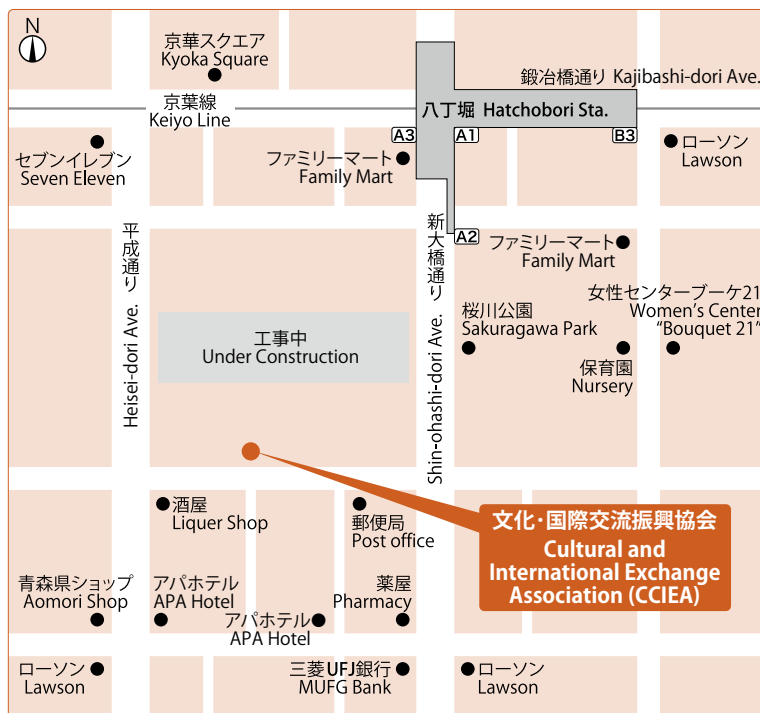 N
京華スクエア
Kyoka Square
鍛冶橋通り Kajibashi-dori Ave.
京葉線
Keiyo Line
八丁堀 Hatchobori Sta.
A3
A1
B3
セブンイレブン
Seven Eleven
ファミリーマート
Family Mart
ローソン
Lawson
平成通り Heisei-dori Ave.
新大橋通り Shin-ohashi-dori Ave.
A2
ファミリーマート
Family Mart
女性センターブーケ21
Women's Center
“Bouquet 21”
桜川公園
Sakuragawa Park
保育園
Nursery
工事中
Under Construction
酒屋
Liquer Shop
郵便局
Post office
文化・国際交流振興協会
Cultural and
International Exchange
Association (CCIEA)
青森県ショップ
Aomori Shop
アパホテル
APA Hotel
アパホテル
APA Hotel
薬屋
Pharmacy
ローソン
Lawson
三菱UFJ銀行
MUFG Bank
ローソン
Lawson